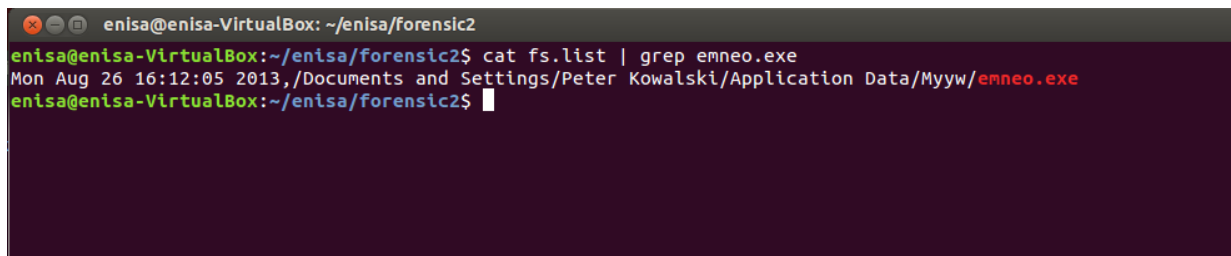 enisa@enisa-VirtualBox: ~/enisa/forensic2
enisa@enisa-VirtualBox:~/enisa/forensic2$ cat fs.list | grep emneo.exe
Mon Aug 26 16:12:05 2013,/Documents and Settings/Peter Kowalski/Application Data/Myyw/emneo.exe
enisa@enisa-VirtualBox:~/enisa/forensic2$